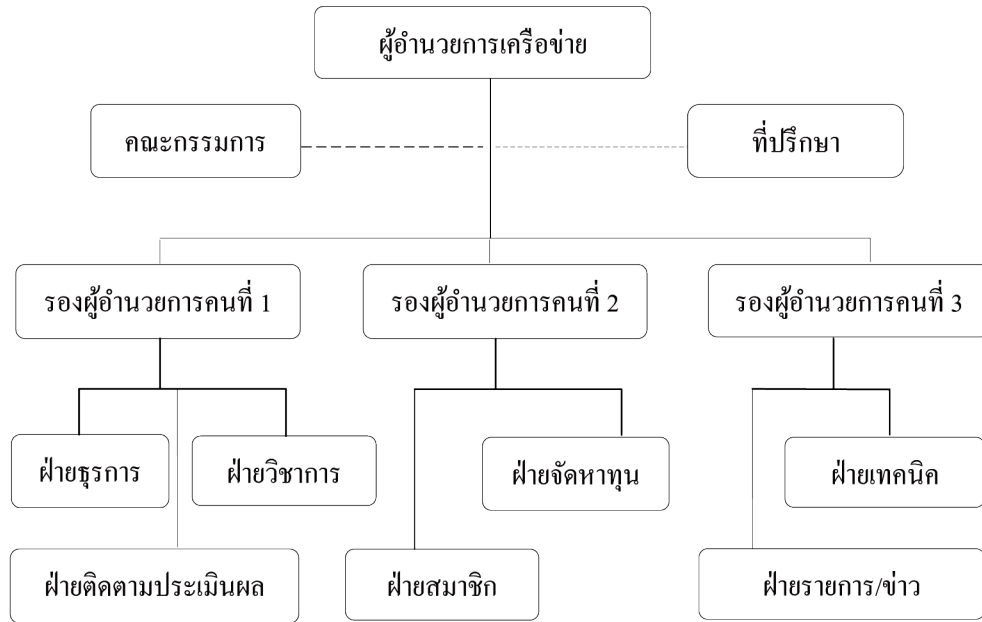 ผู้อำนวยการเครือข่าย
คณะกรรมการ
ที่ปรึกษา
รองผู้อำนวยการคนที่ 1
รองผู้อำนวยการคนที่ 2
รองผู้อำนวยการคนที่ 3
ฝ่ายธุรการ
ฝ่ายวิชาการ
ฝ่ายจัดหาทุน
ฝ่ายเทคนิค
ฝ่ายติดตามประเมินผล
ฝ่ายสมาชิก
ฝ่ายรายการ/ข่าว